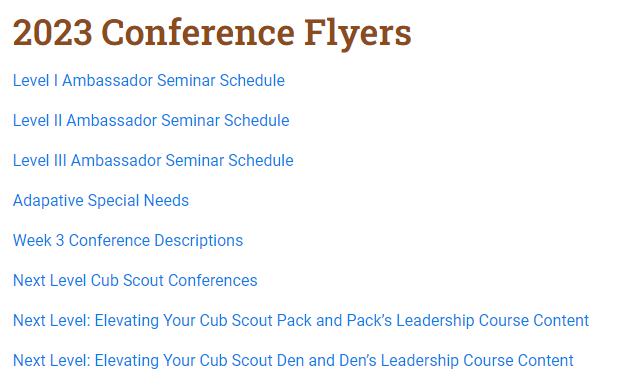 2023 Conference Flyers
Level I Ambassador Seminar Schedule
Level II Ambassador Seminar Schedule
Level III Ambassador Seminar Schedule
Adapative Special Needs
Week 3 Conference Descriptions
Next Level Cub Scout Conferences
Next Level: Elevating Your Cub Scout Pack and Pack’s Leadership Course Content
Next Level: Elevating Your Cub Scout Den and Den’s Leadership Course Content